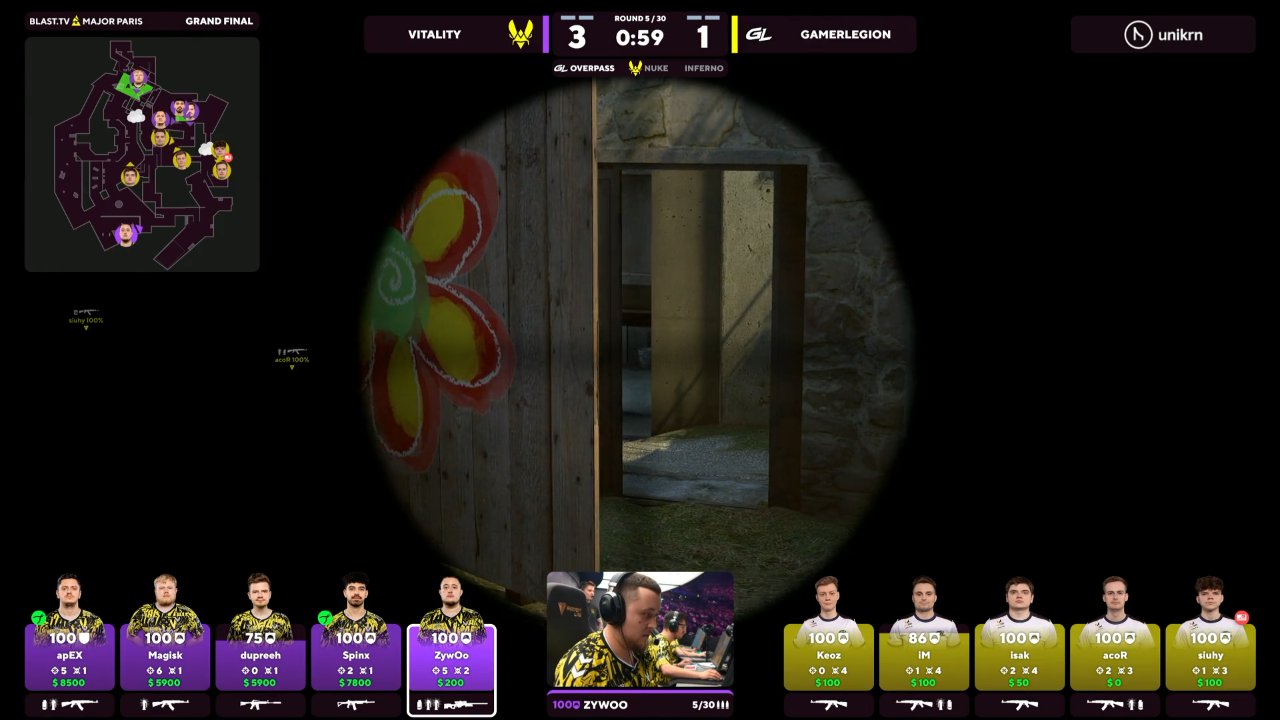 BLAST.TV MAJOR PARIS GRAND FINAL
VITALITY 3 ROUND 5 / 30 0:59 1 GL GAMERLEGION
unikrn
GL OVERPASS NUKE INFERNO
siuhy 100%
acoR 100%
100 100 75 100 100
apEX Magisk dupreeh Spinx ZywOo
5 1 6 1 0 1 2 1 5 2
$8500 $5900 $5900 $7800 $200
100 ZYWOO 5/30
100 86 100 100 100
Keoz iM isak acoR siuhy
0 4 1 4 2 4 2 3 1 3
$100 $100 $50 $0 $100